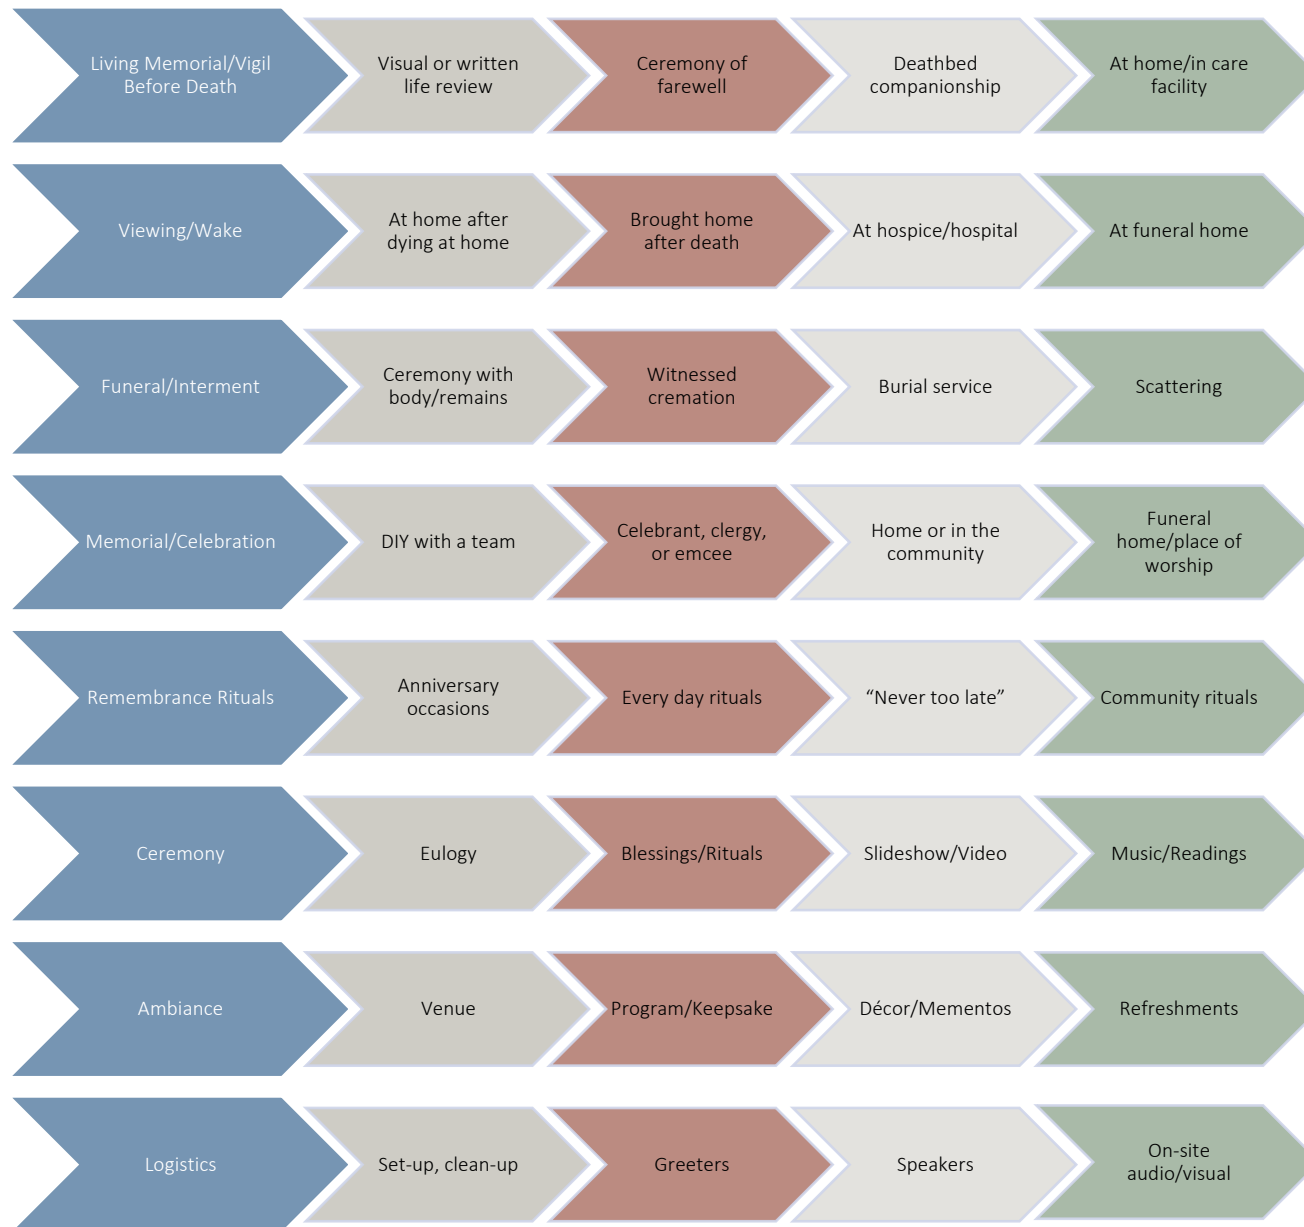 Living Memorial/Vigil
Before Death
Visual or written
life review
Ceremony of
farewell
Deathbed
companionship
At home/in care
facility
Viewing/Wake
At home after
dying at home
Brought home
after death
At hospice/hospital
At funeral home
Funeral/Interment
Ceremony with
body/remains
Witnessed
cremation
Burial service
Scattering
Memorial/Celebration
DIY with a team
Celebrant, clergy,
or emcee
Home or in the
community
Funeral
home/place of
worship
Remembrance Rituals
Anniversary
occasions
Every day rituals
“Never too late”
Community rituals
Ceremony
Eulogy
Blessings/Rituals
Slideshow/Video
Music/Readings
Ambiance
Venue
Program/Keepsake
Décor/Mementos
Refreshments
Logistics
Set-up, clean-up
Greeters
Speakers
On-site
audio/visual